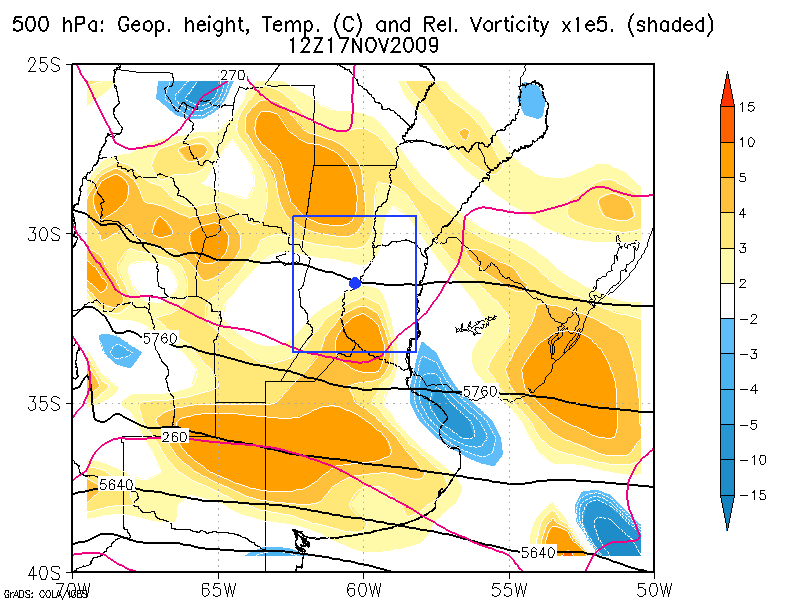 500 hPa: Geop. height, Temp. (C) and Rel. Vorticity x1e5. (shaded)
12Z17NOV2009
25S
270
15
10
5
4
30S
3
2
-2
5760
-3
5760
-4
35S
-5
260
-10
5640
-15
5640
40S
70W 65W 60W 55W 50W
GrADS: COLA/IGES